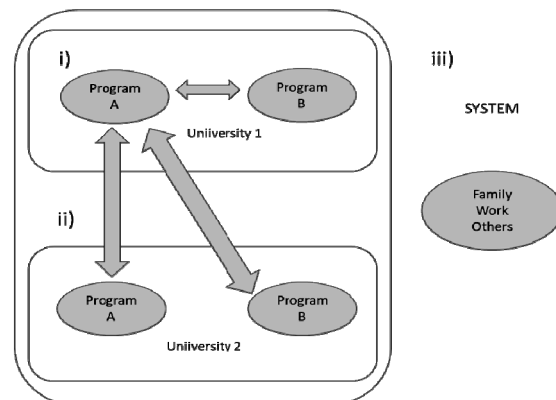 i)
Program
A
Program
B
Uniiversity 1
ii)
Program
A
Program
B
Uniiversity 2
iii)
SYSTEM
Family
Work
Others